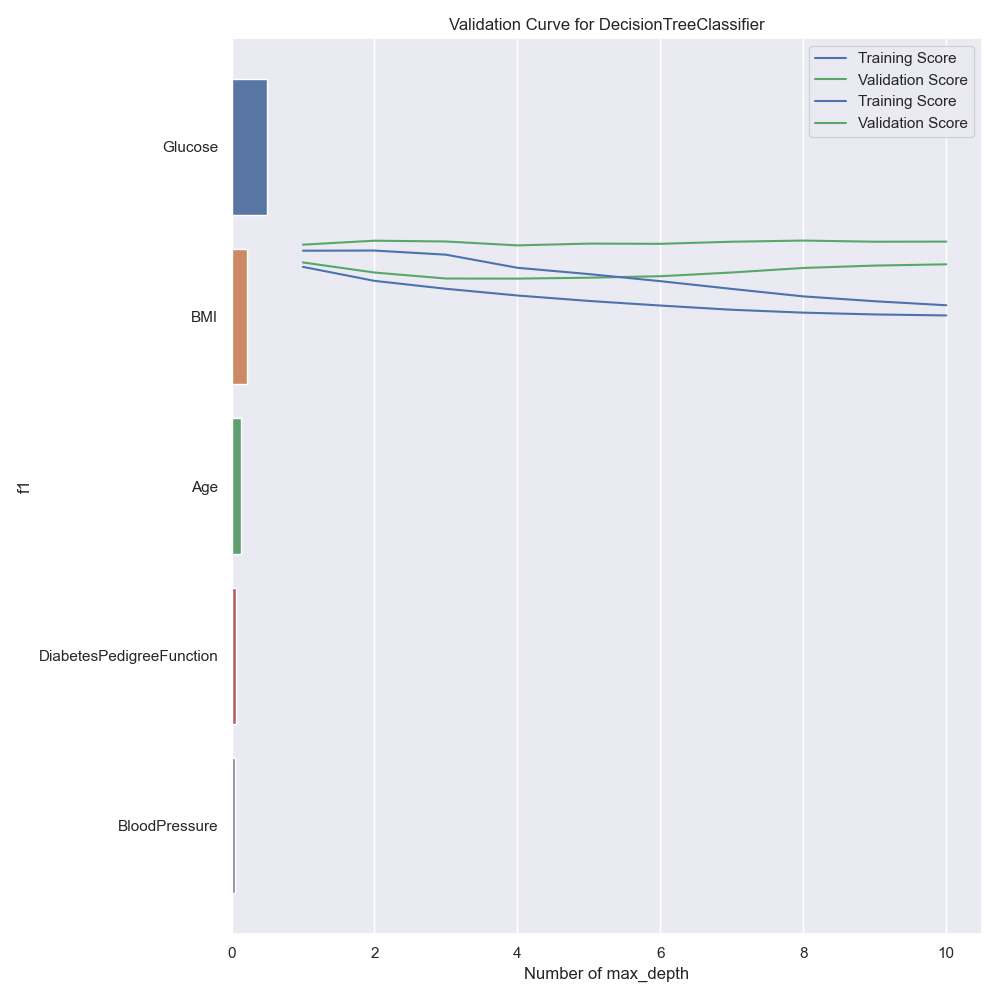 Validation Curve for DecisionTreeClassifier
Training Score
Validation Score
Training Score
Validation Score
Glucose
BMI
Age
DiabetesPedigreeFunction
BloodPressure
f1
0 2 4 6 8 10
Number of max_depth